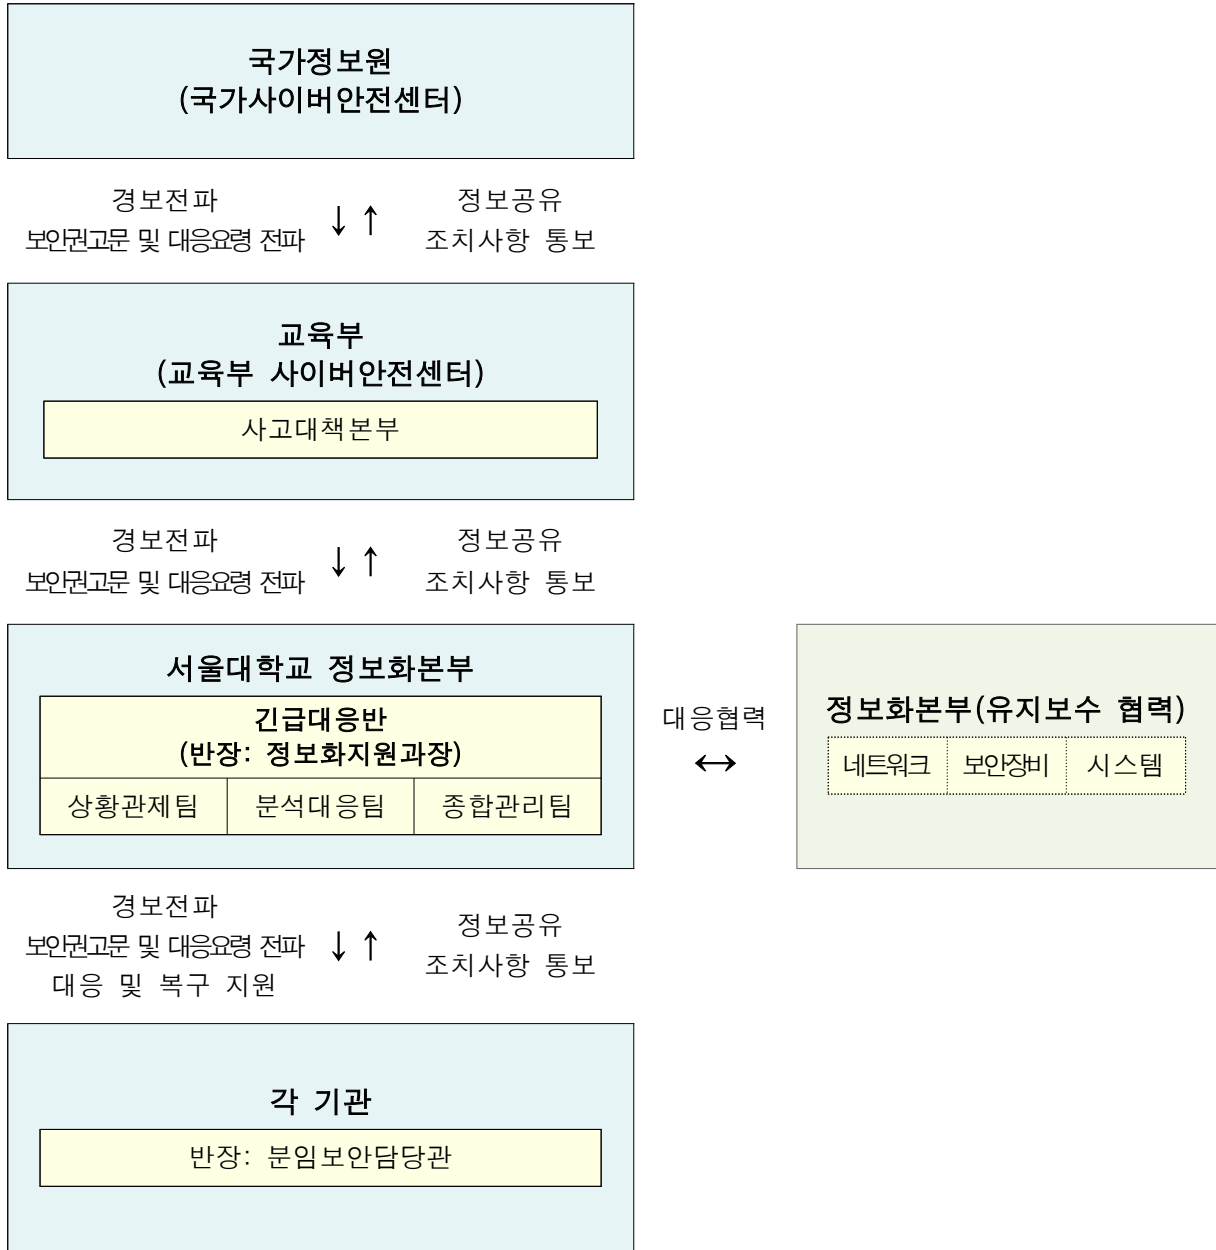 국가정보원
(국가사이버안전센터)
경보전파
보안권고문 및 대응요령 전파
↓ ↑
정보공유
조치사항 통보
교육부
(교육부 사이버안전센터)
사고대책본부
경보전파
보안권고문 및 대응요령 전파
↓ ↑
정보공유
조치사항 통보
서울대학교 정보화본부
긴급대응반
(반장: 정보화지원과장)
상황관제팀 분석대응팀 종합관리팀
대응협력
↔
정보화본부(유지보수 협력)
네트워크 보안장비 시스템
경보전파
보안권고문 및 대응요령 전파
대응 및 복구 지원
↓ ↑
정보공유
조치사항 통보
각 기관
반장: 분임보안담당관